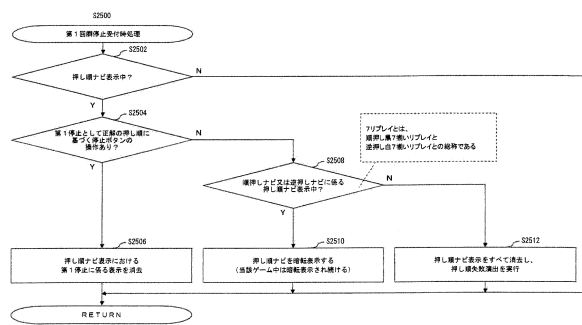 S2500
第1回胴停止受付時処理
S2502
押し順ナビ表示中？
N
Y
S2504
第1停止として正解の押し順に
基づく停止ボタンの
操作あり？
N
Y
7リプレイとは、
順押し黒7揃いリプレイと
逆押し白7揃いリプレイとの総称である
S2508
順押しナビ又は逆押しナビに係る
押し順ナビ表示中？
N
Y
S2506
押し順ナビ表示における
第1停止に係る表示を消去
S2510
押し順ナビを暗転表示する
(当該ゲーム中は暗転表示され続ける)
S2512
押し順ナビをすべて消去し、
押し順失敗演出を実行
RETURN